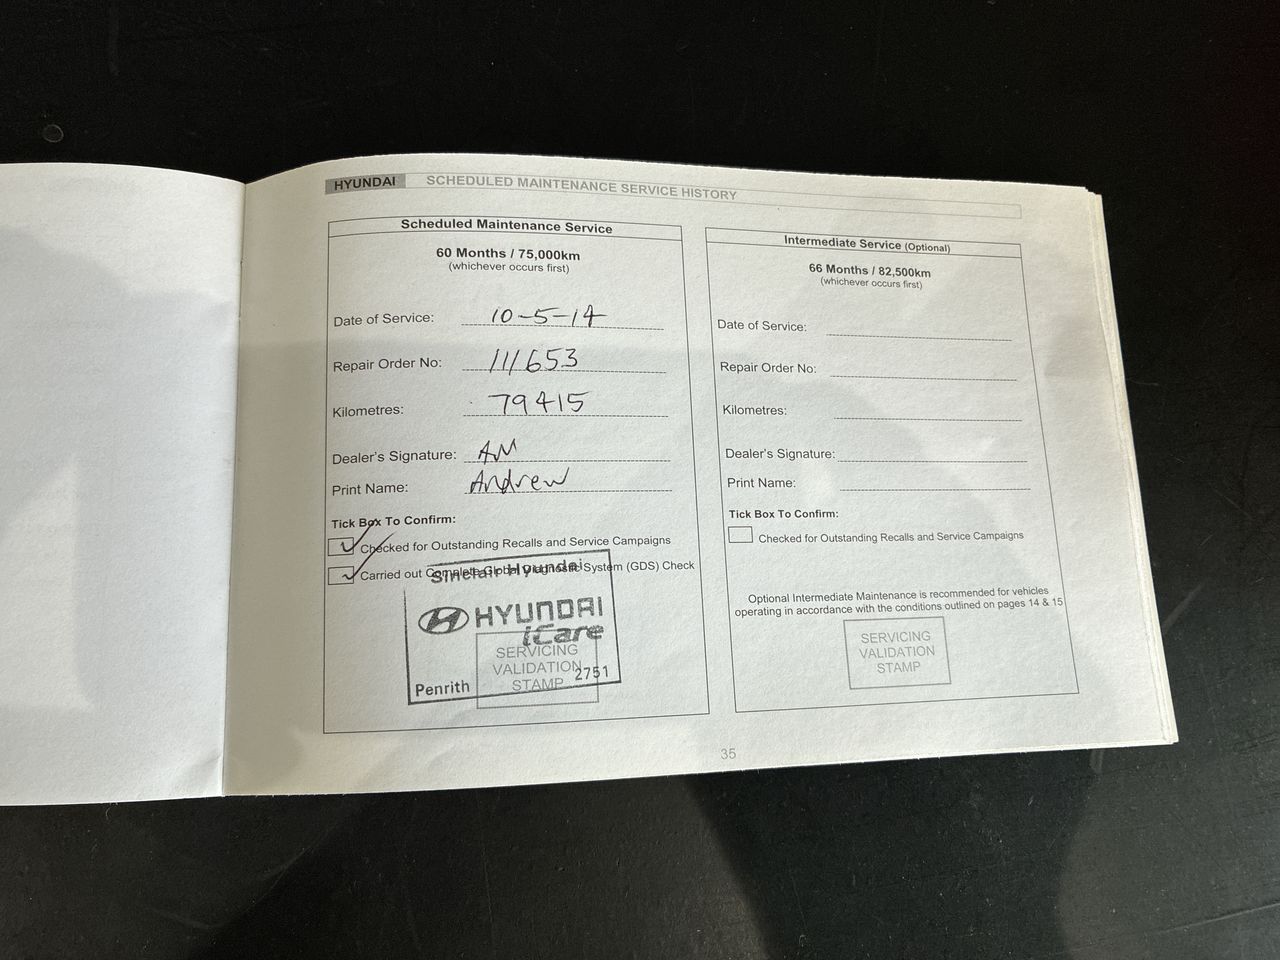 HYUNDAI SCHEDULED MAINTENANCE SERVICE HISTORY
Scheduled Maintenance Service
60 Months / 75,000km
(whichever occurs first)
Date of Service: 10-5-14
Repair Order No: 111653
Kilometres: 79415
Dealer's Signature: AM
Print Name: Andrew
Tick Box To Confirm:
Checked for Outstanding Recalls and Service Campaigns
Carried out Complete Global Diagnostic System (GDS) Check
Sinclair Hyundai
HYUNDAI
iCare
SERVICING
VALIDATION
STAMP
Penrith 2751
Intermediate Service (Optional)
66 Months / 82,500km
(whichever occurs first)
Date of Service:
Repair Order No:
Kilometres:
Dealer's Signature:
Print Name:
Tick Box To Confirm:
Checked for Outstanding Recalls and Service Campaigns
Optional Intermediate Maintenance is recommended for vehicles
operating in accordance with the conditions outlined on pages 14 & 15
SERVICING
VALIDATION
STAMP
35